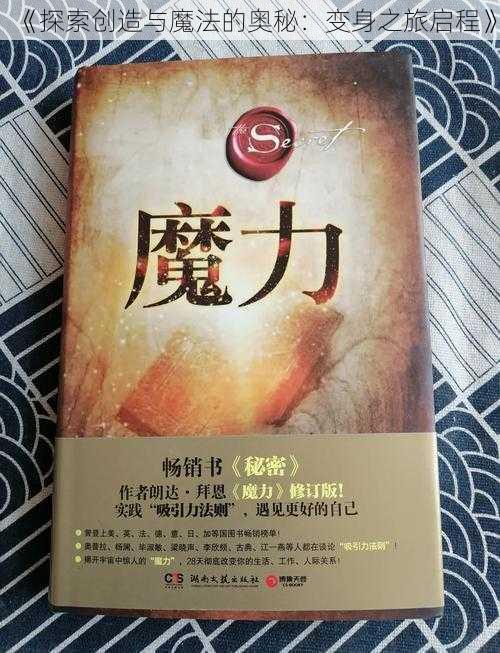 《探索创造与魔法的奥秘：变身之旅启程》
the Secret
魔力
畅销书《秘密》
作者朗达·拜恩《魔力》修订版！
实践“吸引力法则”，遇见更好的自己
曾登上美、英、法、德、意、日、加等国图书畅销榜单！
奥普拉、杨澜、毕淑敏、梁晓声、李欣频、古典、江一燕等人都在谈论“吸引力法则”！
揭开宇宙中惊人的“魔力”，28天彻底改变你的生活、工作、人际关系！
CS 湖南文艺出版社 博集天卷